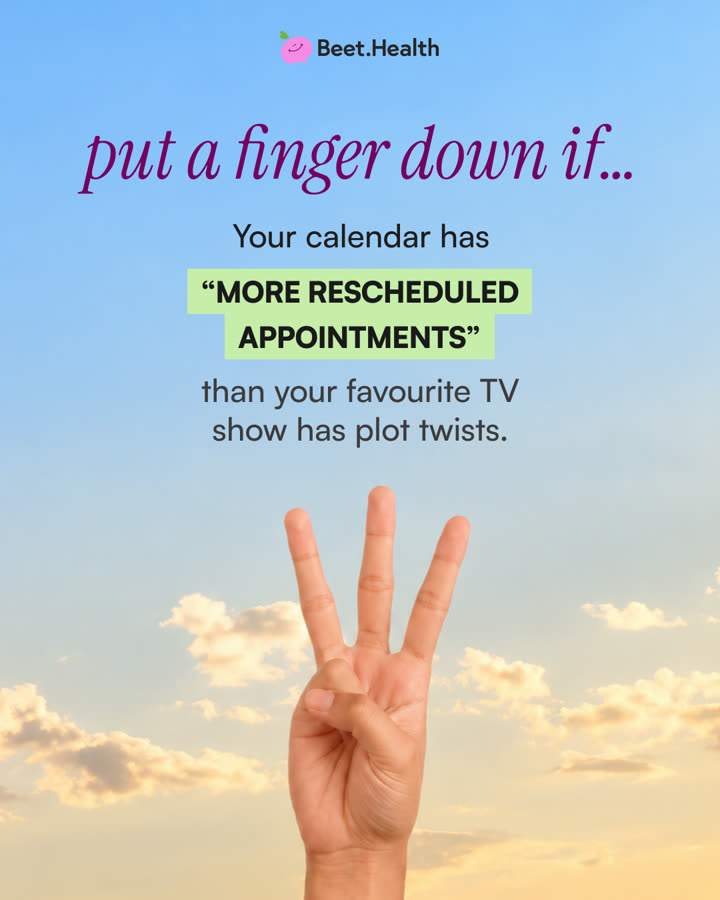 Beet.Health
put a finger down if...
Your calendar has
“MORE RESCHEDULED
APPOINTMENTS”
than your favourite TV
show has plot twists.